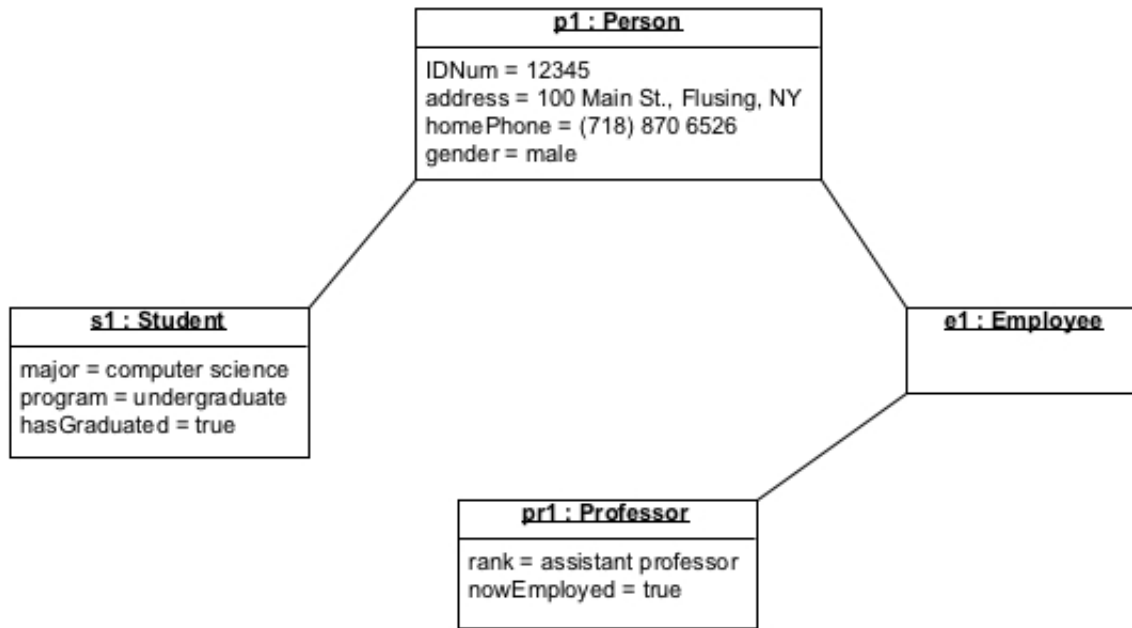 p1 : Person
IDNum = 12345
address = 100 Main St., Flusing, NY
homePhone = (718) 870 6526
gender = male
s1 : Student
major = computer science
program = undergraduate
hasGraduated = true
e1 : Employee
pr1 : Professor
rank = assistant professor
nowEmployed = true